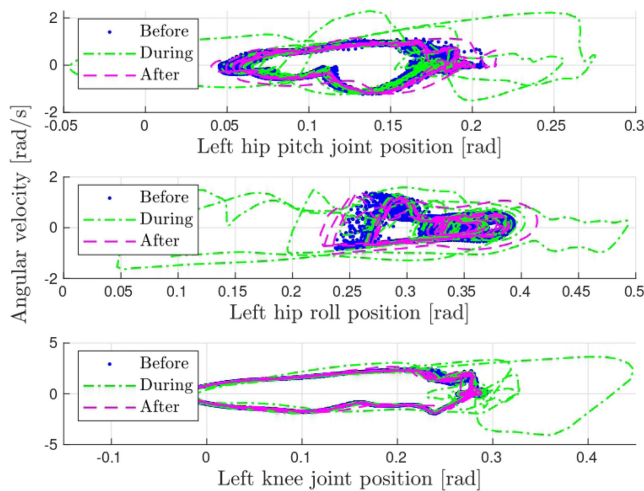 2
0
-2
Before
During
After
-0.05 0 0.05 0.1 0.15 0.2 0.25 0.3
Left hip pitch joint position [rad]
Angular velocity [rad/s]
2
0
-2
Before
During
After
0 0.05 0.1 0.15 0.2 0.25 0.3 0.35 0.4 0.45 0.5
Left hip roll position [rad]
5
0
-5
Before
During
After
-0.1 0 0.1 0.2 0.3 0.4
Left knee joint position [rad]